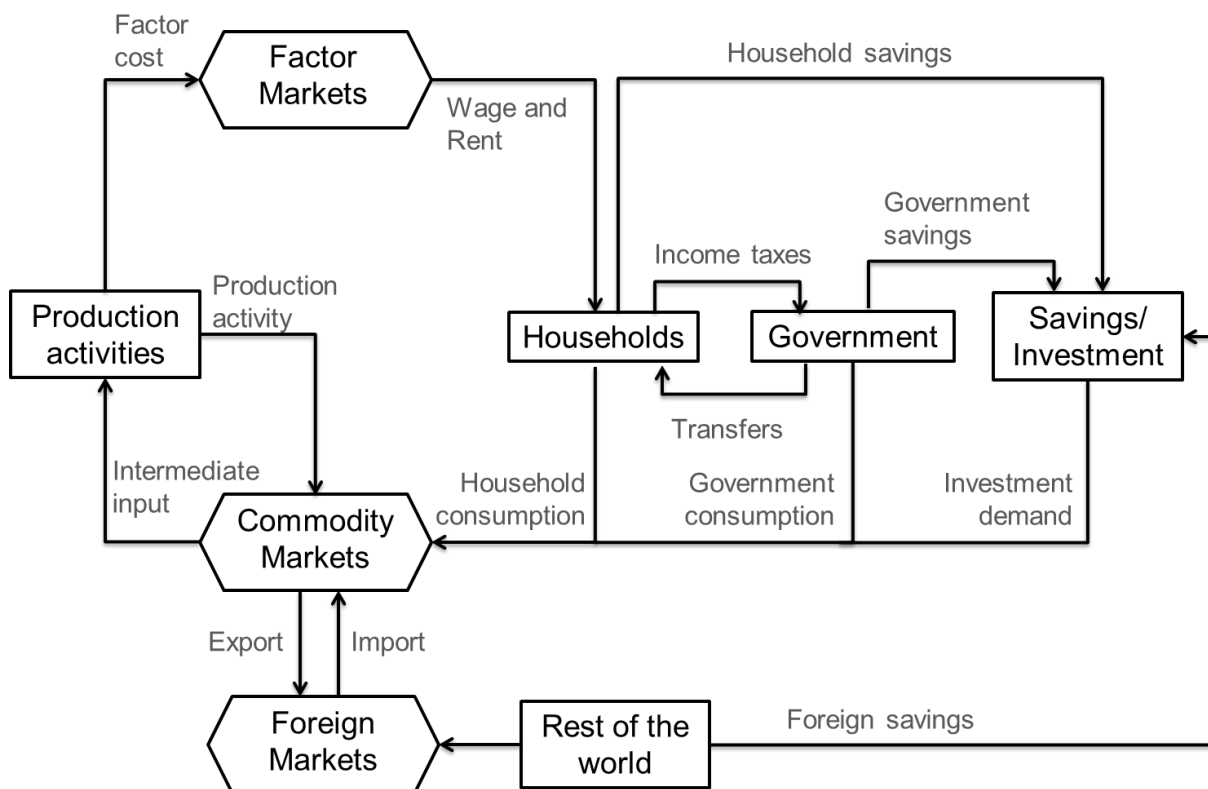 Factor
cost
Factor
Markets
Wage and
Rent
Household savings
Government
savings
Income taxes
Production
activities
Production
activity
Households
Government
Savings/
Investment
Transfers
Intermediate
input
Commodity
Markets
Household
consumption
Government
consumption
Investment
demand
Export
Import
Foreign
Markets
Rest of the
world
Foreign savings